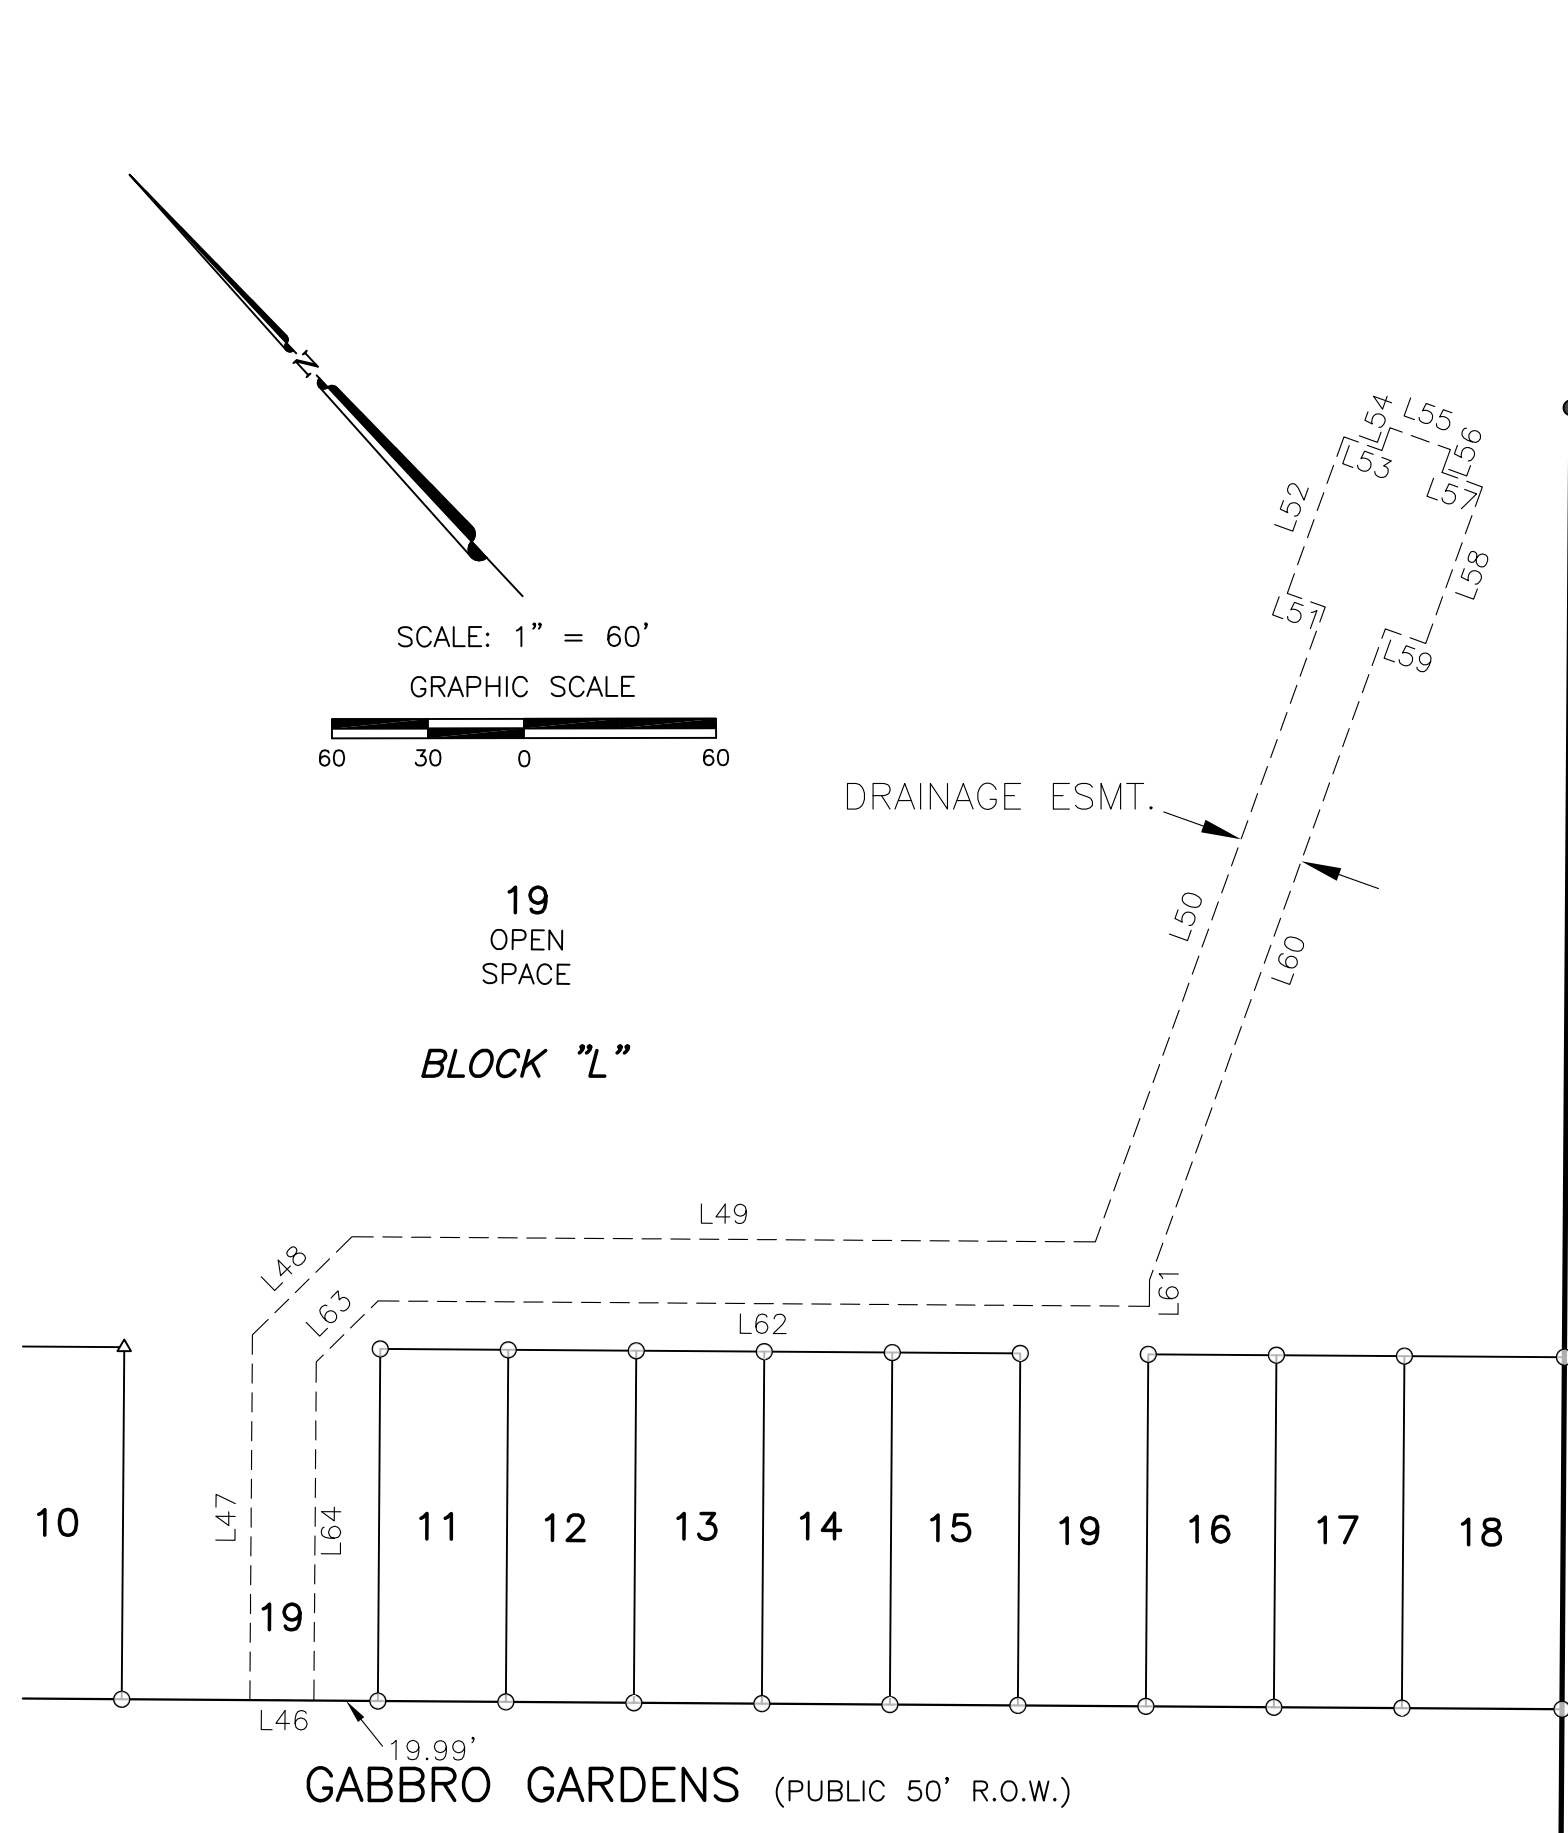 N
SCALE: 1" = 60'
GRAPHIC SCALE
60 30 0 60
L54
L55
L56
L53
L57
L52
L58
L51
L59
DRAINAGE ESMT.
L50
L60
19
OPEN
SPACE
BLOCK "L"
L49
L48
L63
L61
L62
L47
L64
10
11
12
13
14
15
19
16
17
18
19
L46
19.99'
GABBRO GARDENS (PUBLIC 50' R.O.W.)